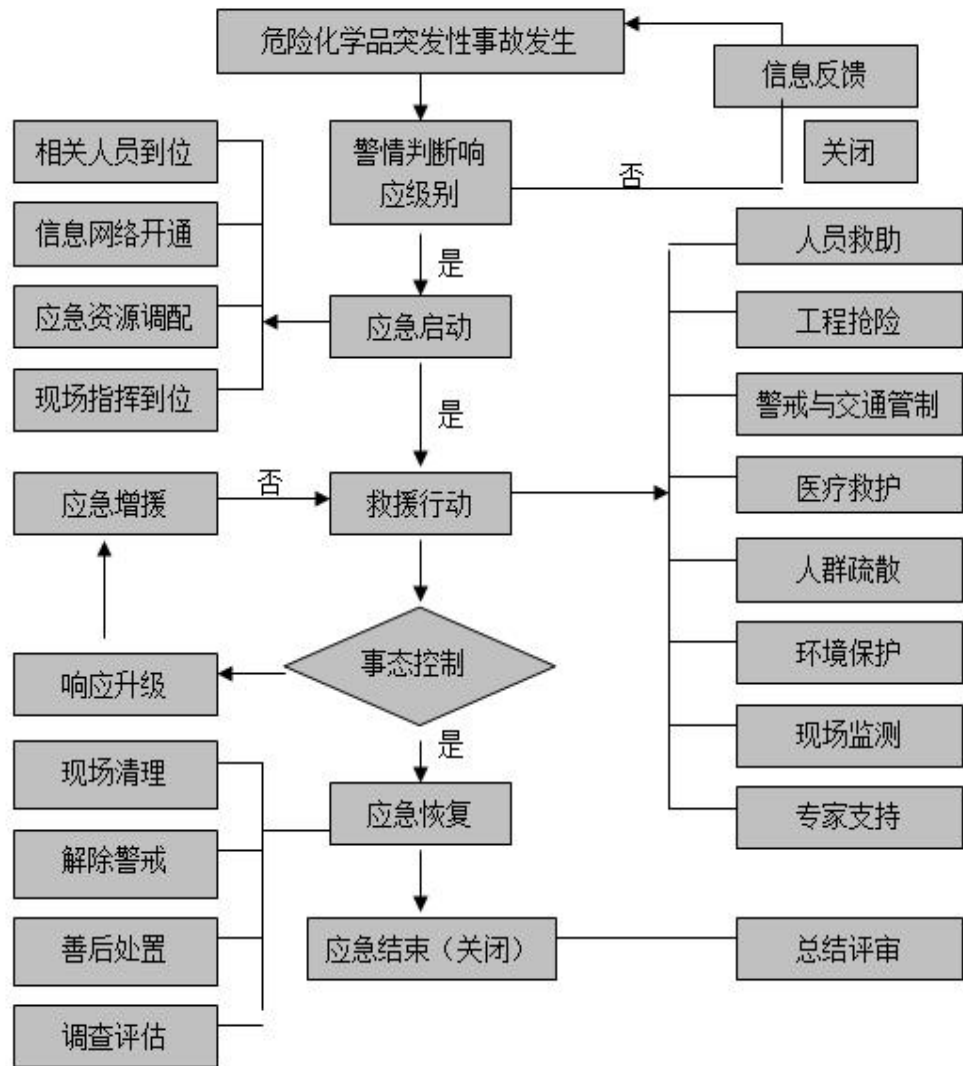 危险化学品突发性事故发生
信息反馈
相关人员到位
警情判断响
应级别
否
关闭
信息网络开通
是
人员救助
应急资源调配
应急启动
工程抢险
现场指挥到位
是
警戒与交通管制
应急增援
否
救援行动
医疗救护
人群疏散
响应升级
事态控制
环境保护
现场清理
是
现场监测
应急恢复
专家支持
解除警戒
善后处置
应急结束（关闭）
总结评审
调查评估